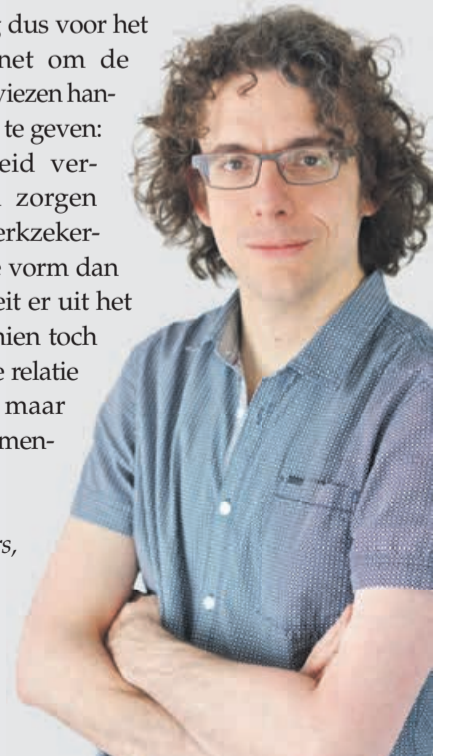 dus voor het
net om de
viezen han-
te geven:
eid ver-
zorgen
erkzeker-
vorm dan
eit er uit het
nien toch
relatie
maar
men-
rs,